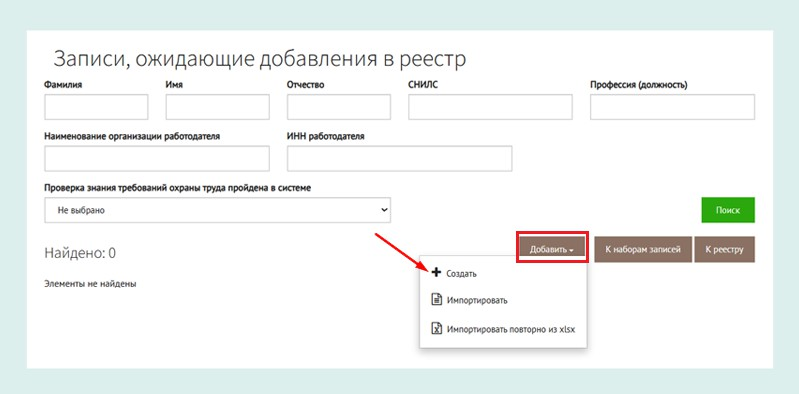 Записи, ожидающие добавления в реестр
Фамилия Имя Отчество СНИЛС Профессия (должность)
Наименование организации работодателя ИНН работодателя
Проверка знания требований охраны труда пройдена в системе
Не выбрано Поиск
Найдено: 0 Добавить К наборам записей К реестру
Создать
Элементы не найдены
Импортировать
Импортировать повторно из xlsx